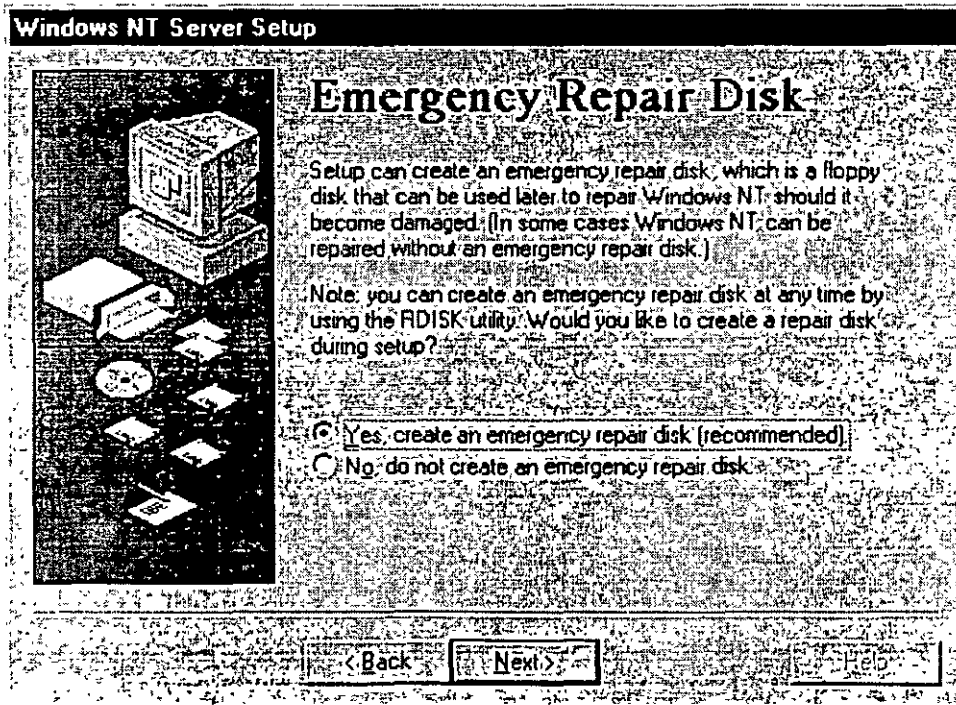 Windows NT Server Setup
Emergency Repair Disk
Setup can create an emergency repair disk, which is a floppy
disk that can be used later to repair Windows NT should it
become damaged. (In some cases Windows NT can be
repaired without an emergency repair disk.)
Note: you can create an emergency repair disk at any time by
using the RDISK utility. Would you like to create a repair disk
during setup?
Yes, create an emergency repair disk (recommended).
No, do not create an emergency repair disk.
< Back
Next >
Help